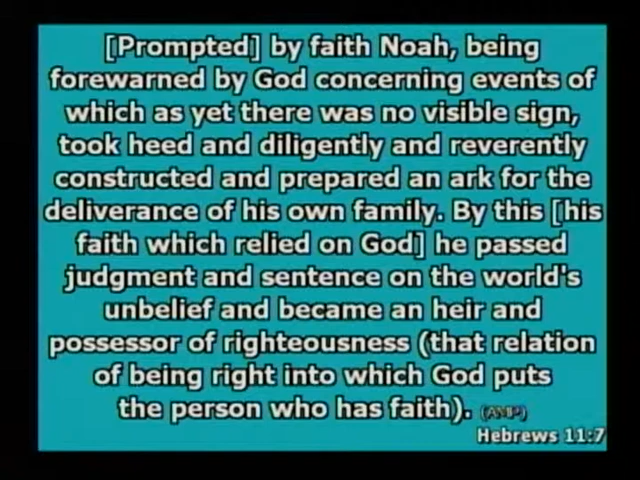 [Prompted] by faith Noah, being
forewarned by God concerning events of
which as yet there was no visible sign,
took heed and diligently and reverently
constructed and prepared an ark for the
deliverance of his own family. By this [his
faith which relied on God] he passed
judgment and sentence on the world's
unbelief and became an heir and
possessor of righteousness (that relation
of being right into which God puts
the person who has faith). (AMP)
Hebrews 11:7